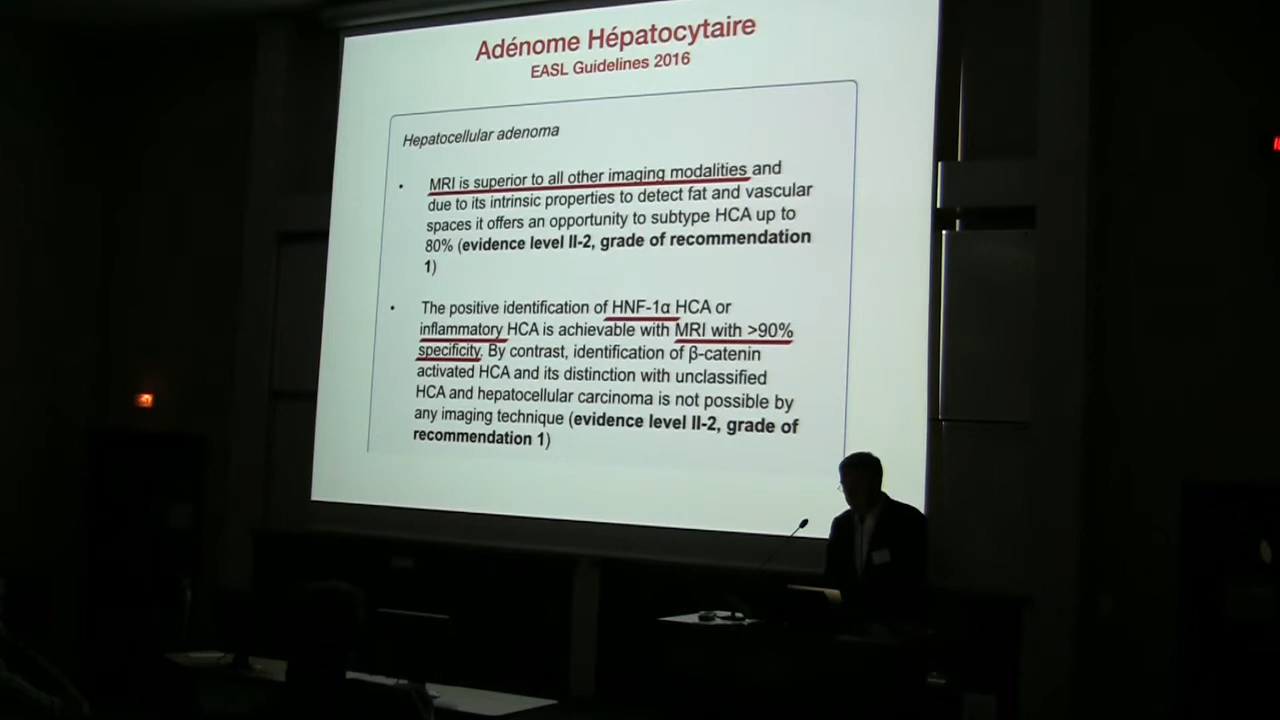 Adénome Hépatocytaire
EASL Guidelines 2016
Hepatocellular adenoma
• MRI is superior to all other imaging modalities and
due to its intrinsic properties to detect fat and vascular
spaces it offers an opportunity to subtype HCA up to
80% (evidence level II-2, grade of recommendation
1)
• The positive identification of HNF-1α HCA or
inflammatory HCA is achievable with MRI with >90%
specificity. By contrast, identification of β-catenin
activated HCA and its distinction with unclassified
HCA and hepatocellular carcinoma is not possible by
any imaging technique (evidence level II-2, grade of
recommendation 1)